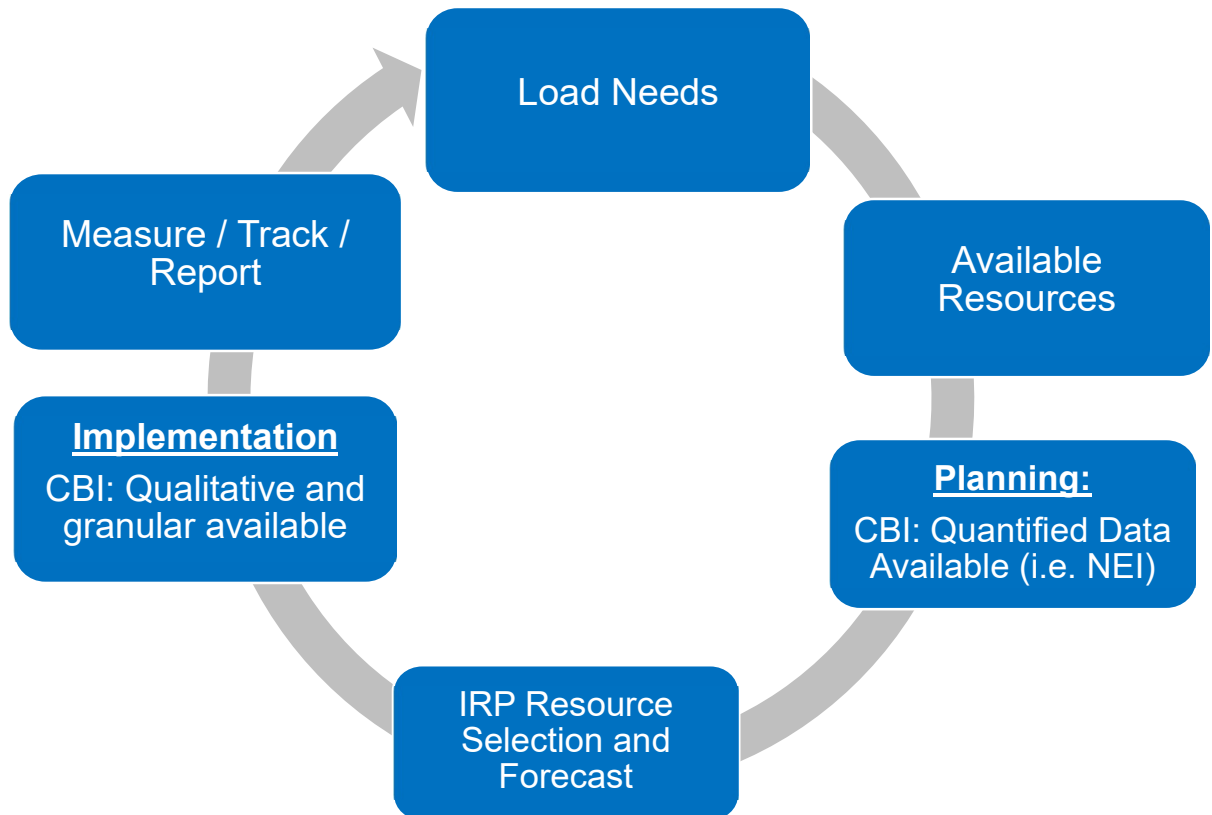 Load Needs
Available
Resources
Planning:
CBI: Quantified Data
Available (i.e. NEI)
IRP Resource
Selection and
Forecast
Implementation
CBI: Qualitative and
granular available
Measure / Track /
Report